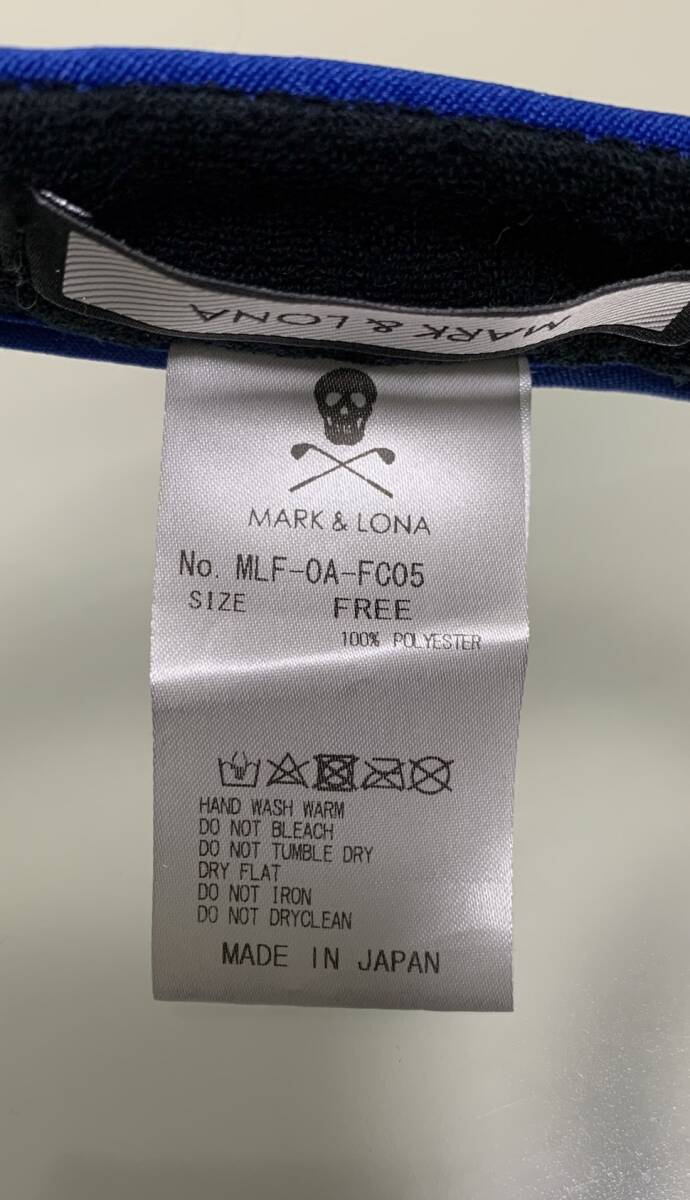 MARK & LONA
MARK & LONA
No. MLF-0A-FC05
SIZE FREE
100% POLYESTER
HAND WASH WARM
DO NOT BLEACH
DO NOT TUMBLE DRY
DRY FLAT
DO NOT IRON
DO NOT DRYCLEAN
MADE IN JAPAN